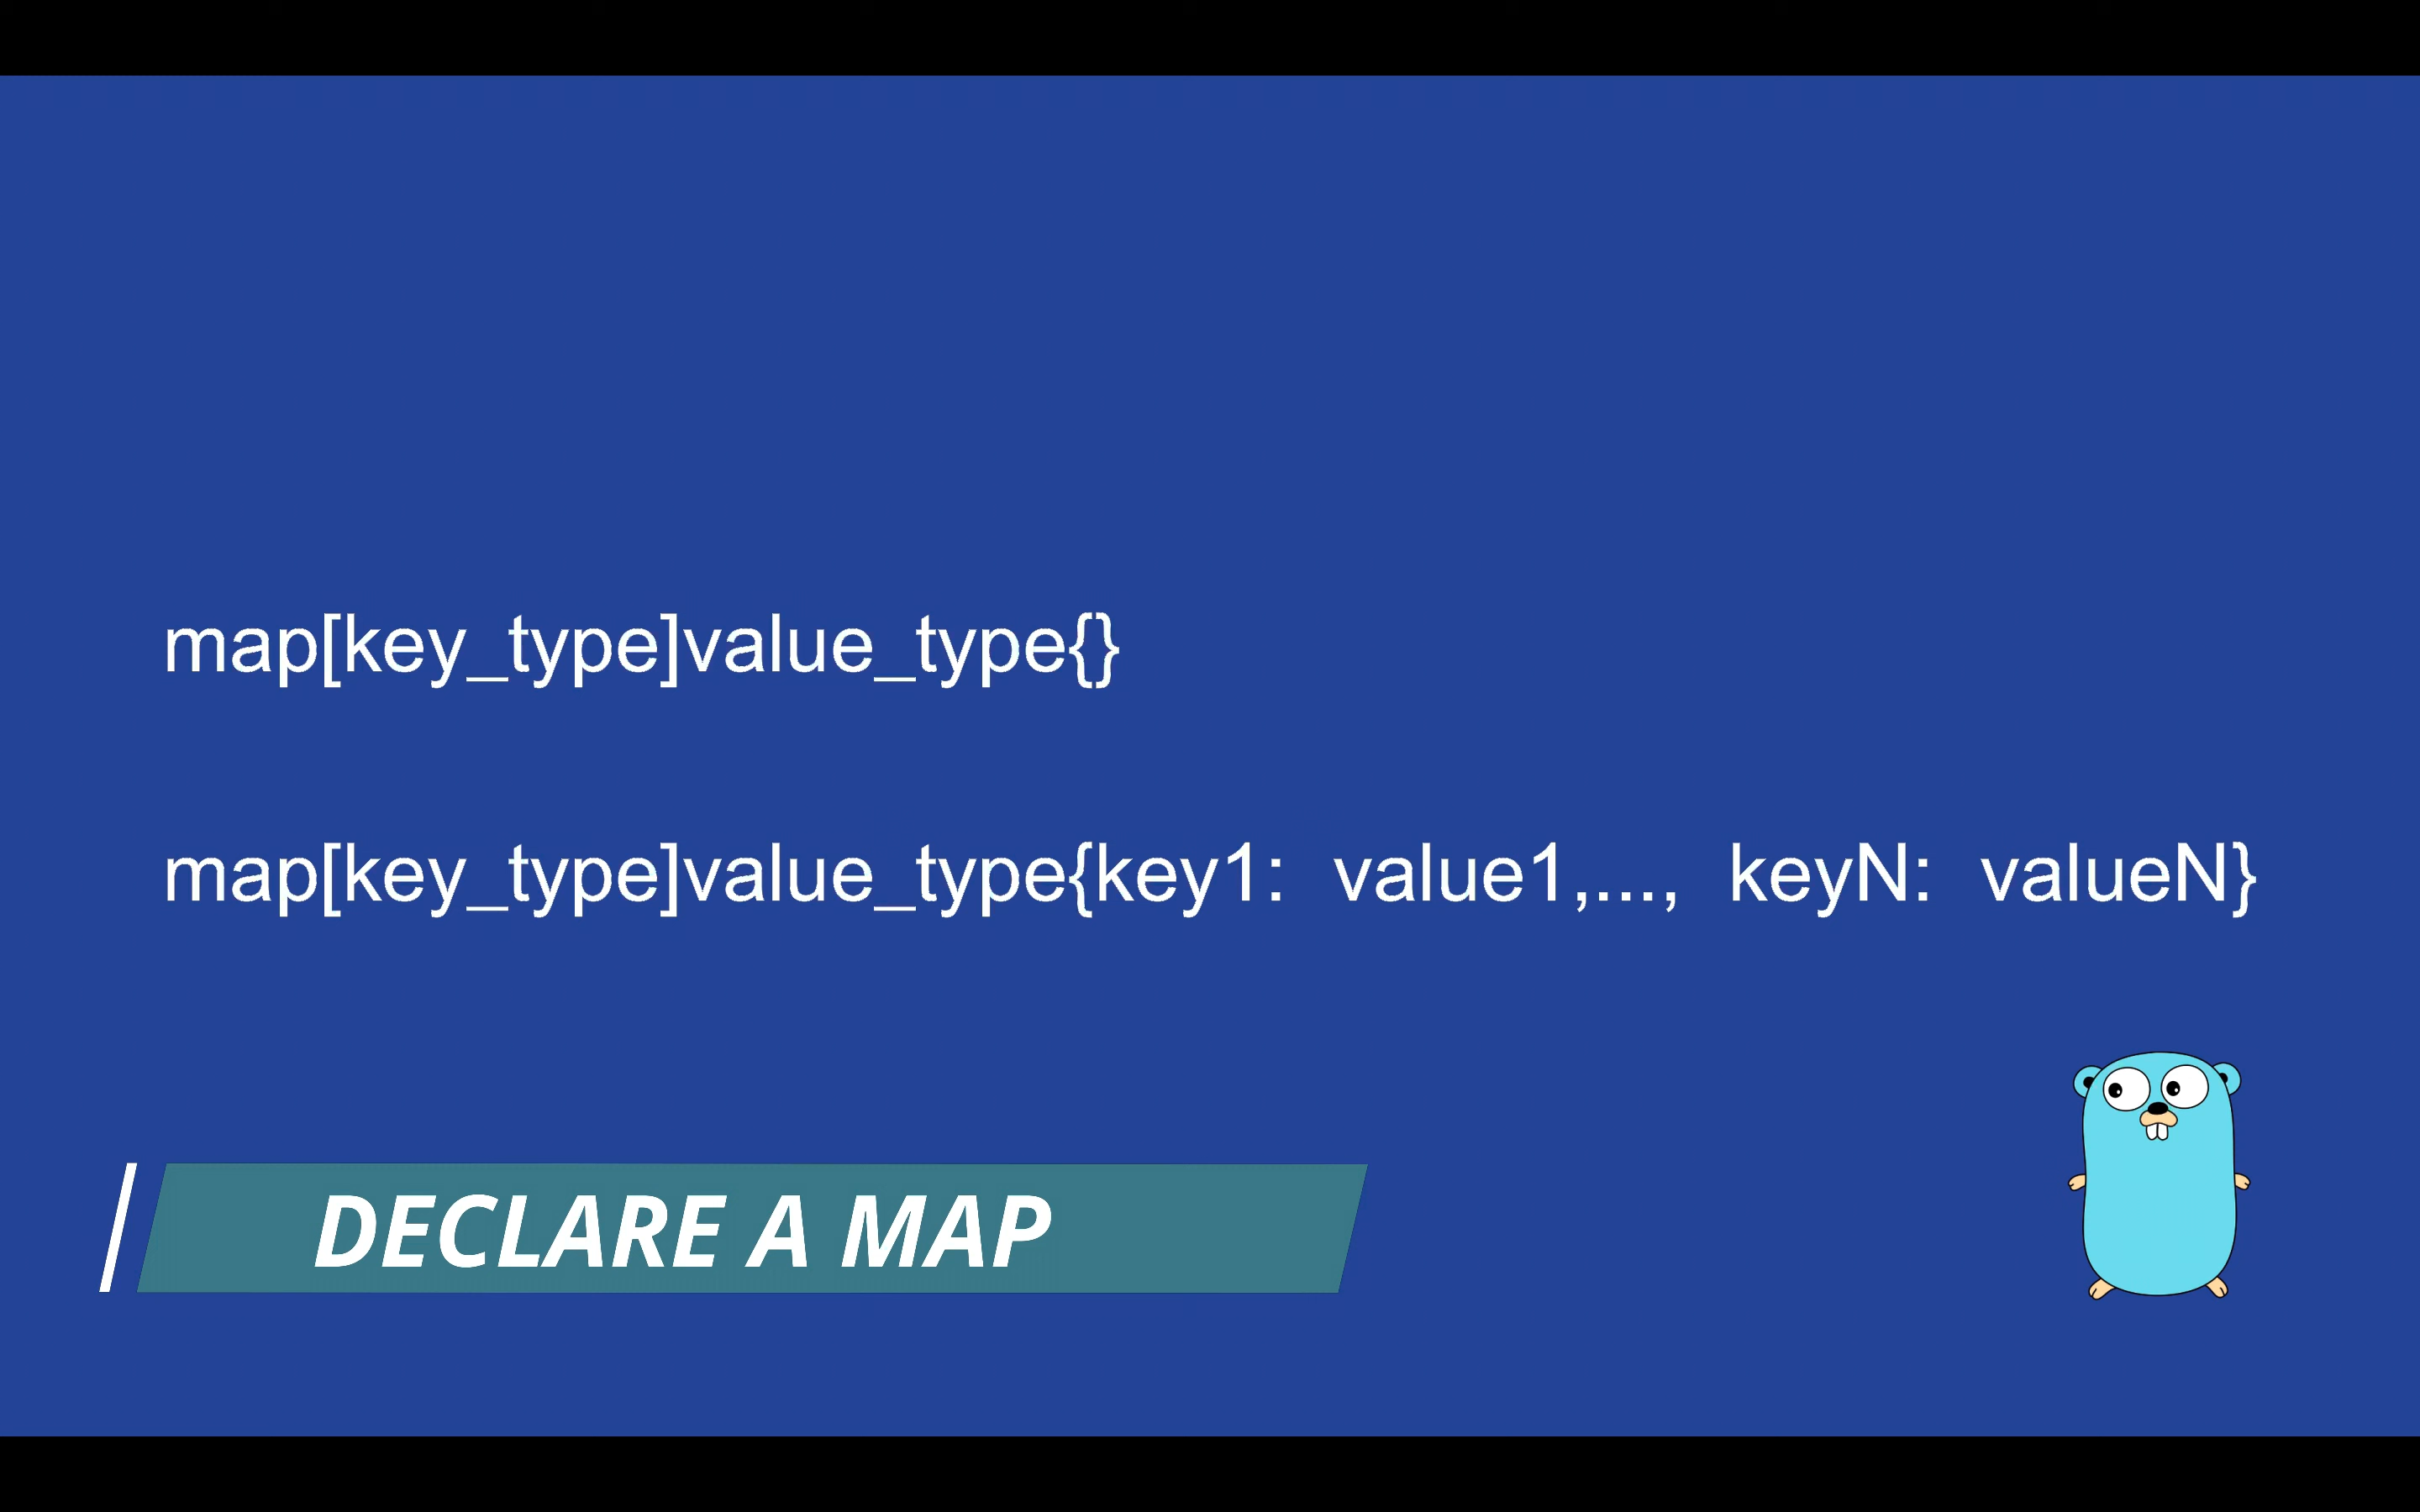 map[key_type]value_type{}
map[key_type]value_type{key1: value1,..., keyN: valueN}
DECLARE A MAP